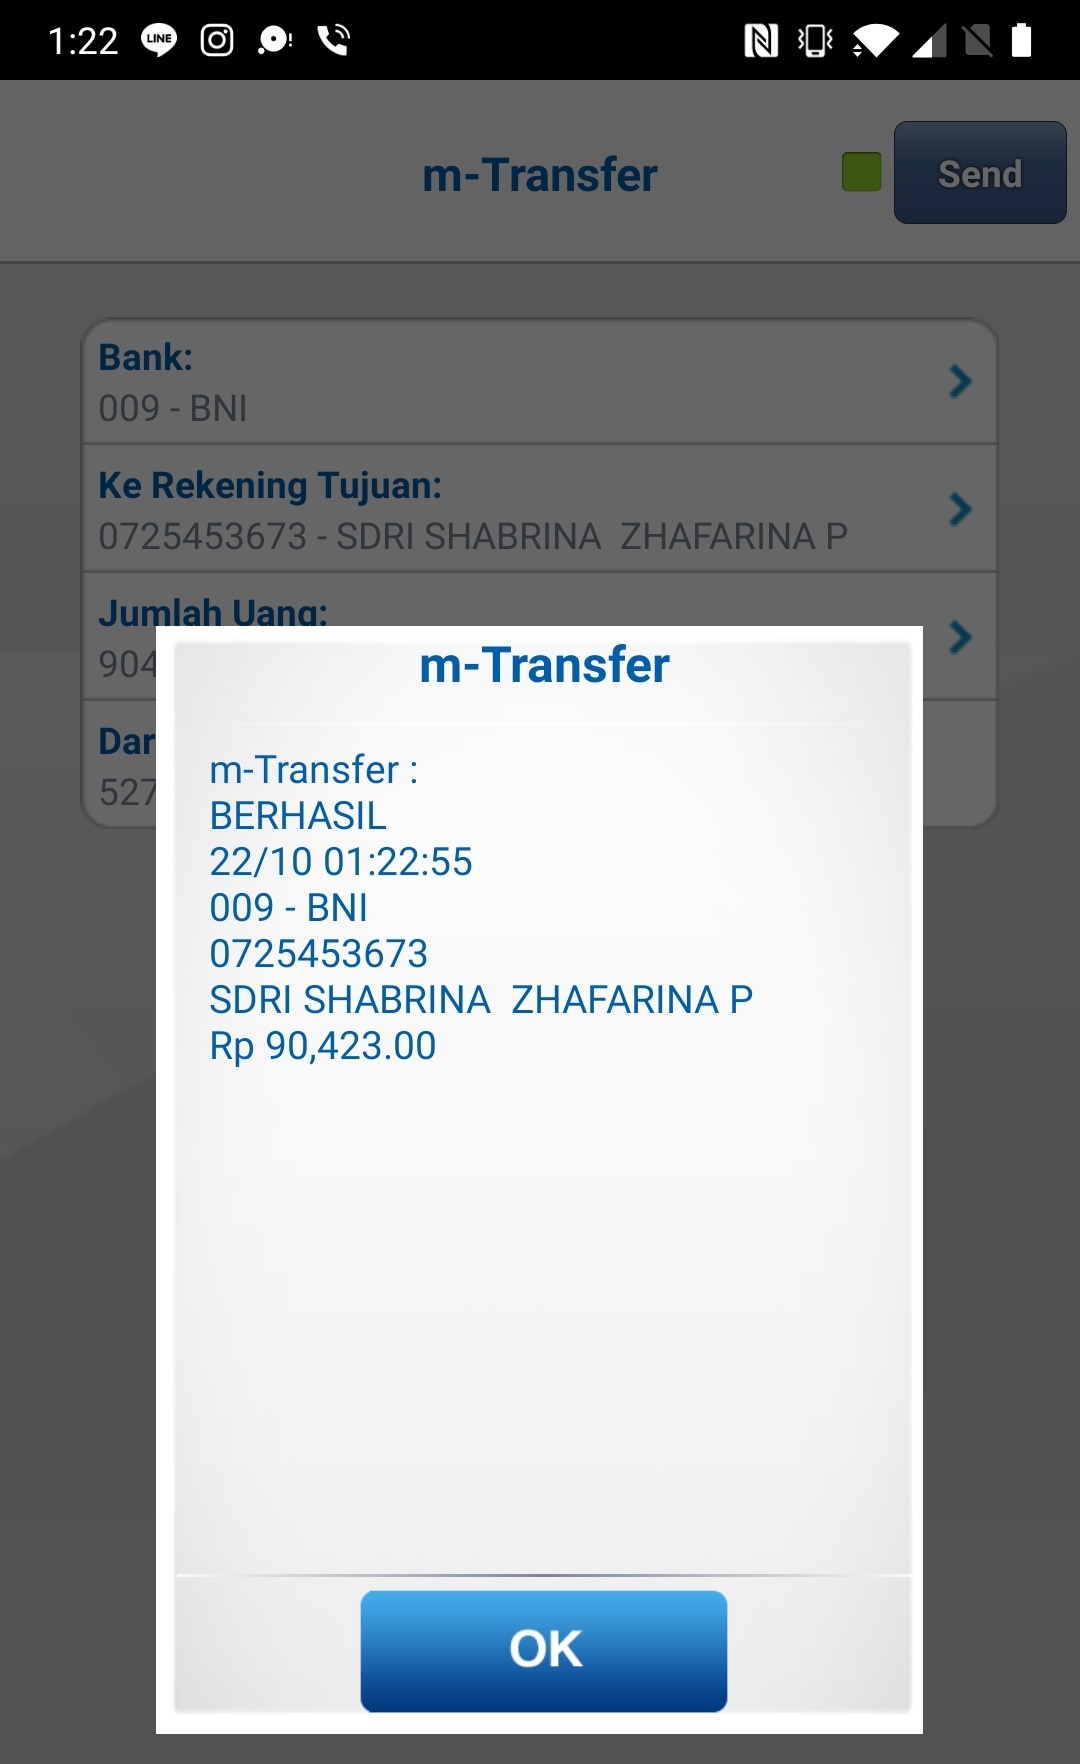 1:22
LINE
m-Transfer
Send
Bank:
009 - BNI
Ke Rekening Tujuan:
0725453673 - SDRI SHABRINA  ZHAFARINA P
Jumlah Uang:
904
Dar
527
m-Transfer
m-Transfer :
BERHASIL
22/10 01:22:55
009 - BNI
0725453673
SDRI SHABRINA  ZHAFARINA P
Rp 90,423.00
OK